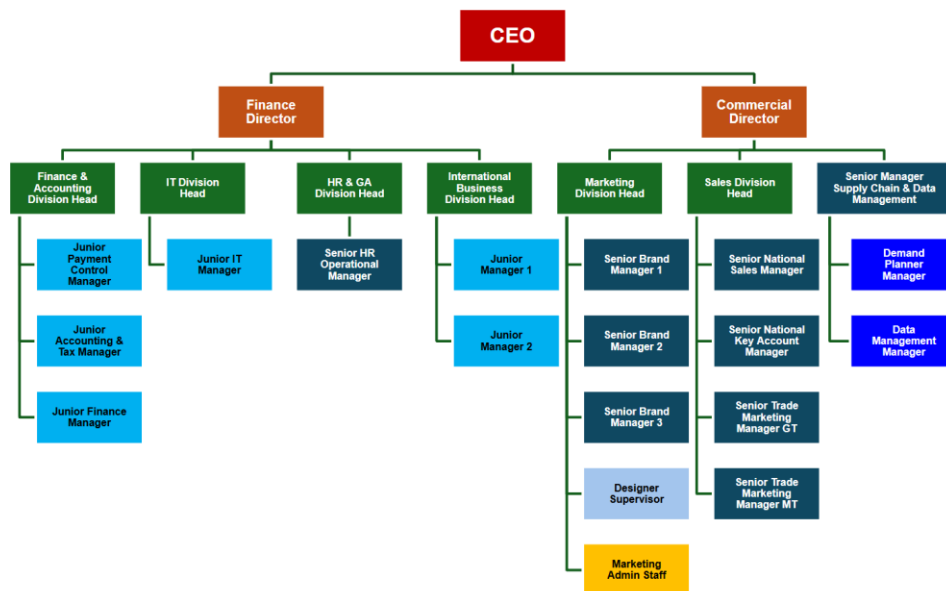 CEO
Finance
Director
Commercial
Director
Finance &
Accounting
Division Head
IT Division
Head
HR & GA
Division Head
International
Business
Division Head
Marketing
Division Head
Sales Division
Head
Senior Manager
Supply Chain & Data
Management
Junior
Payment
Control
Manager
Junior IT
Manager
Senior HR
Operational
Manager
Junior
Manager 1
Senior Brand
Manager 1
Senior National
Sales Manager
Demand
Planner
Manager
Junior
Accounting &
Tax Manager
Junior
Manager 2
Senior Brand
Manager 2
Senior National
Key Account
Manager
Data
Management
Manager
Junior Finance
Manager
Senior Brand
Manager 3
Senior Trade
Marketing
Manager GT
Designer
Supervisor
Senior Trade
Marketing
Manager MT
Marketing
Admin Staff